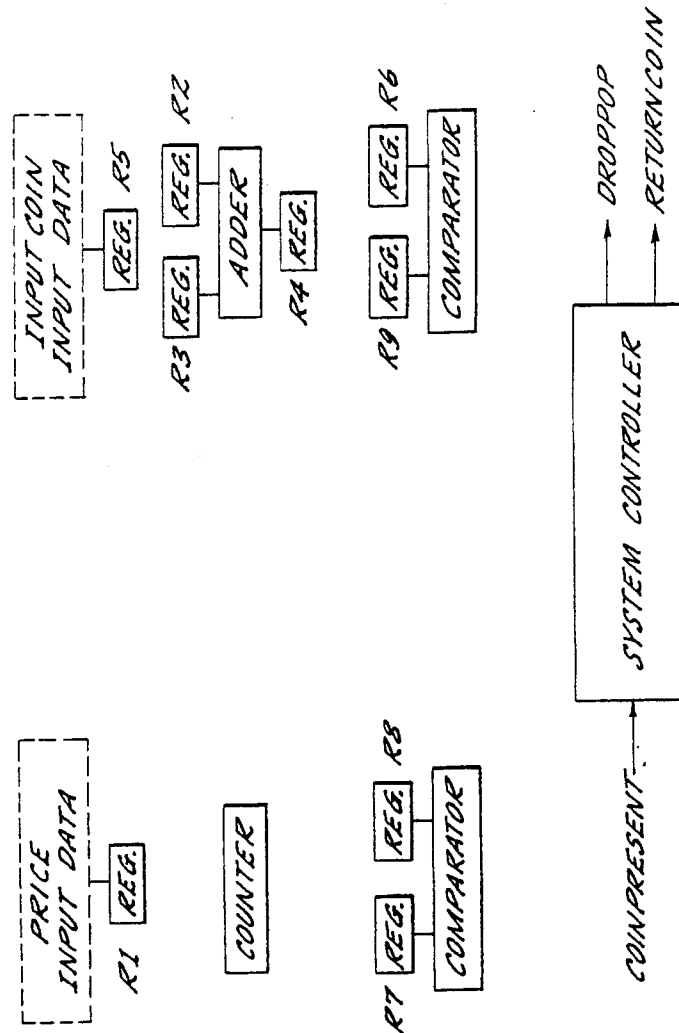 PRICE
INPUT DATA
INPUT COIN
INPUT DATA
R1 REG.
REG. R5
R3 REG. REG. R2
COUNTER
ADDER
R4 REG.
R7 REG. REG. R8
R9 REG. REG. R6
COMPARATOR
COMPARATOR
COINPRESENT
SYSTEM CONTROLLER
DROPPOP
RETURNCOIN